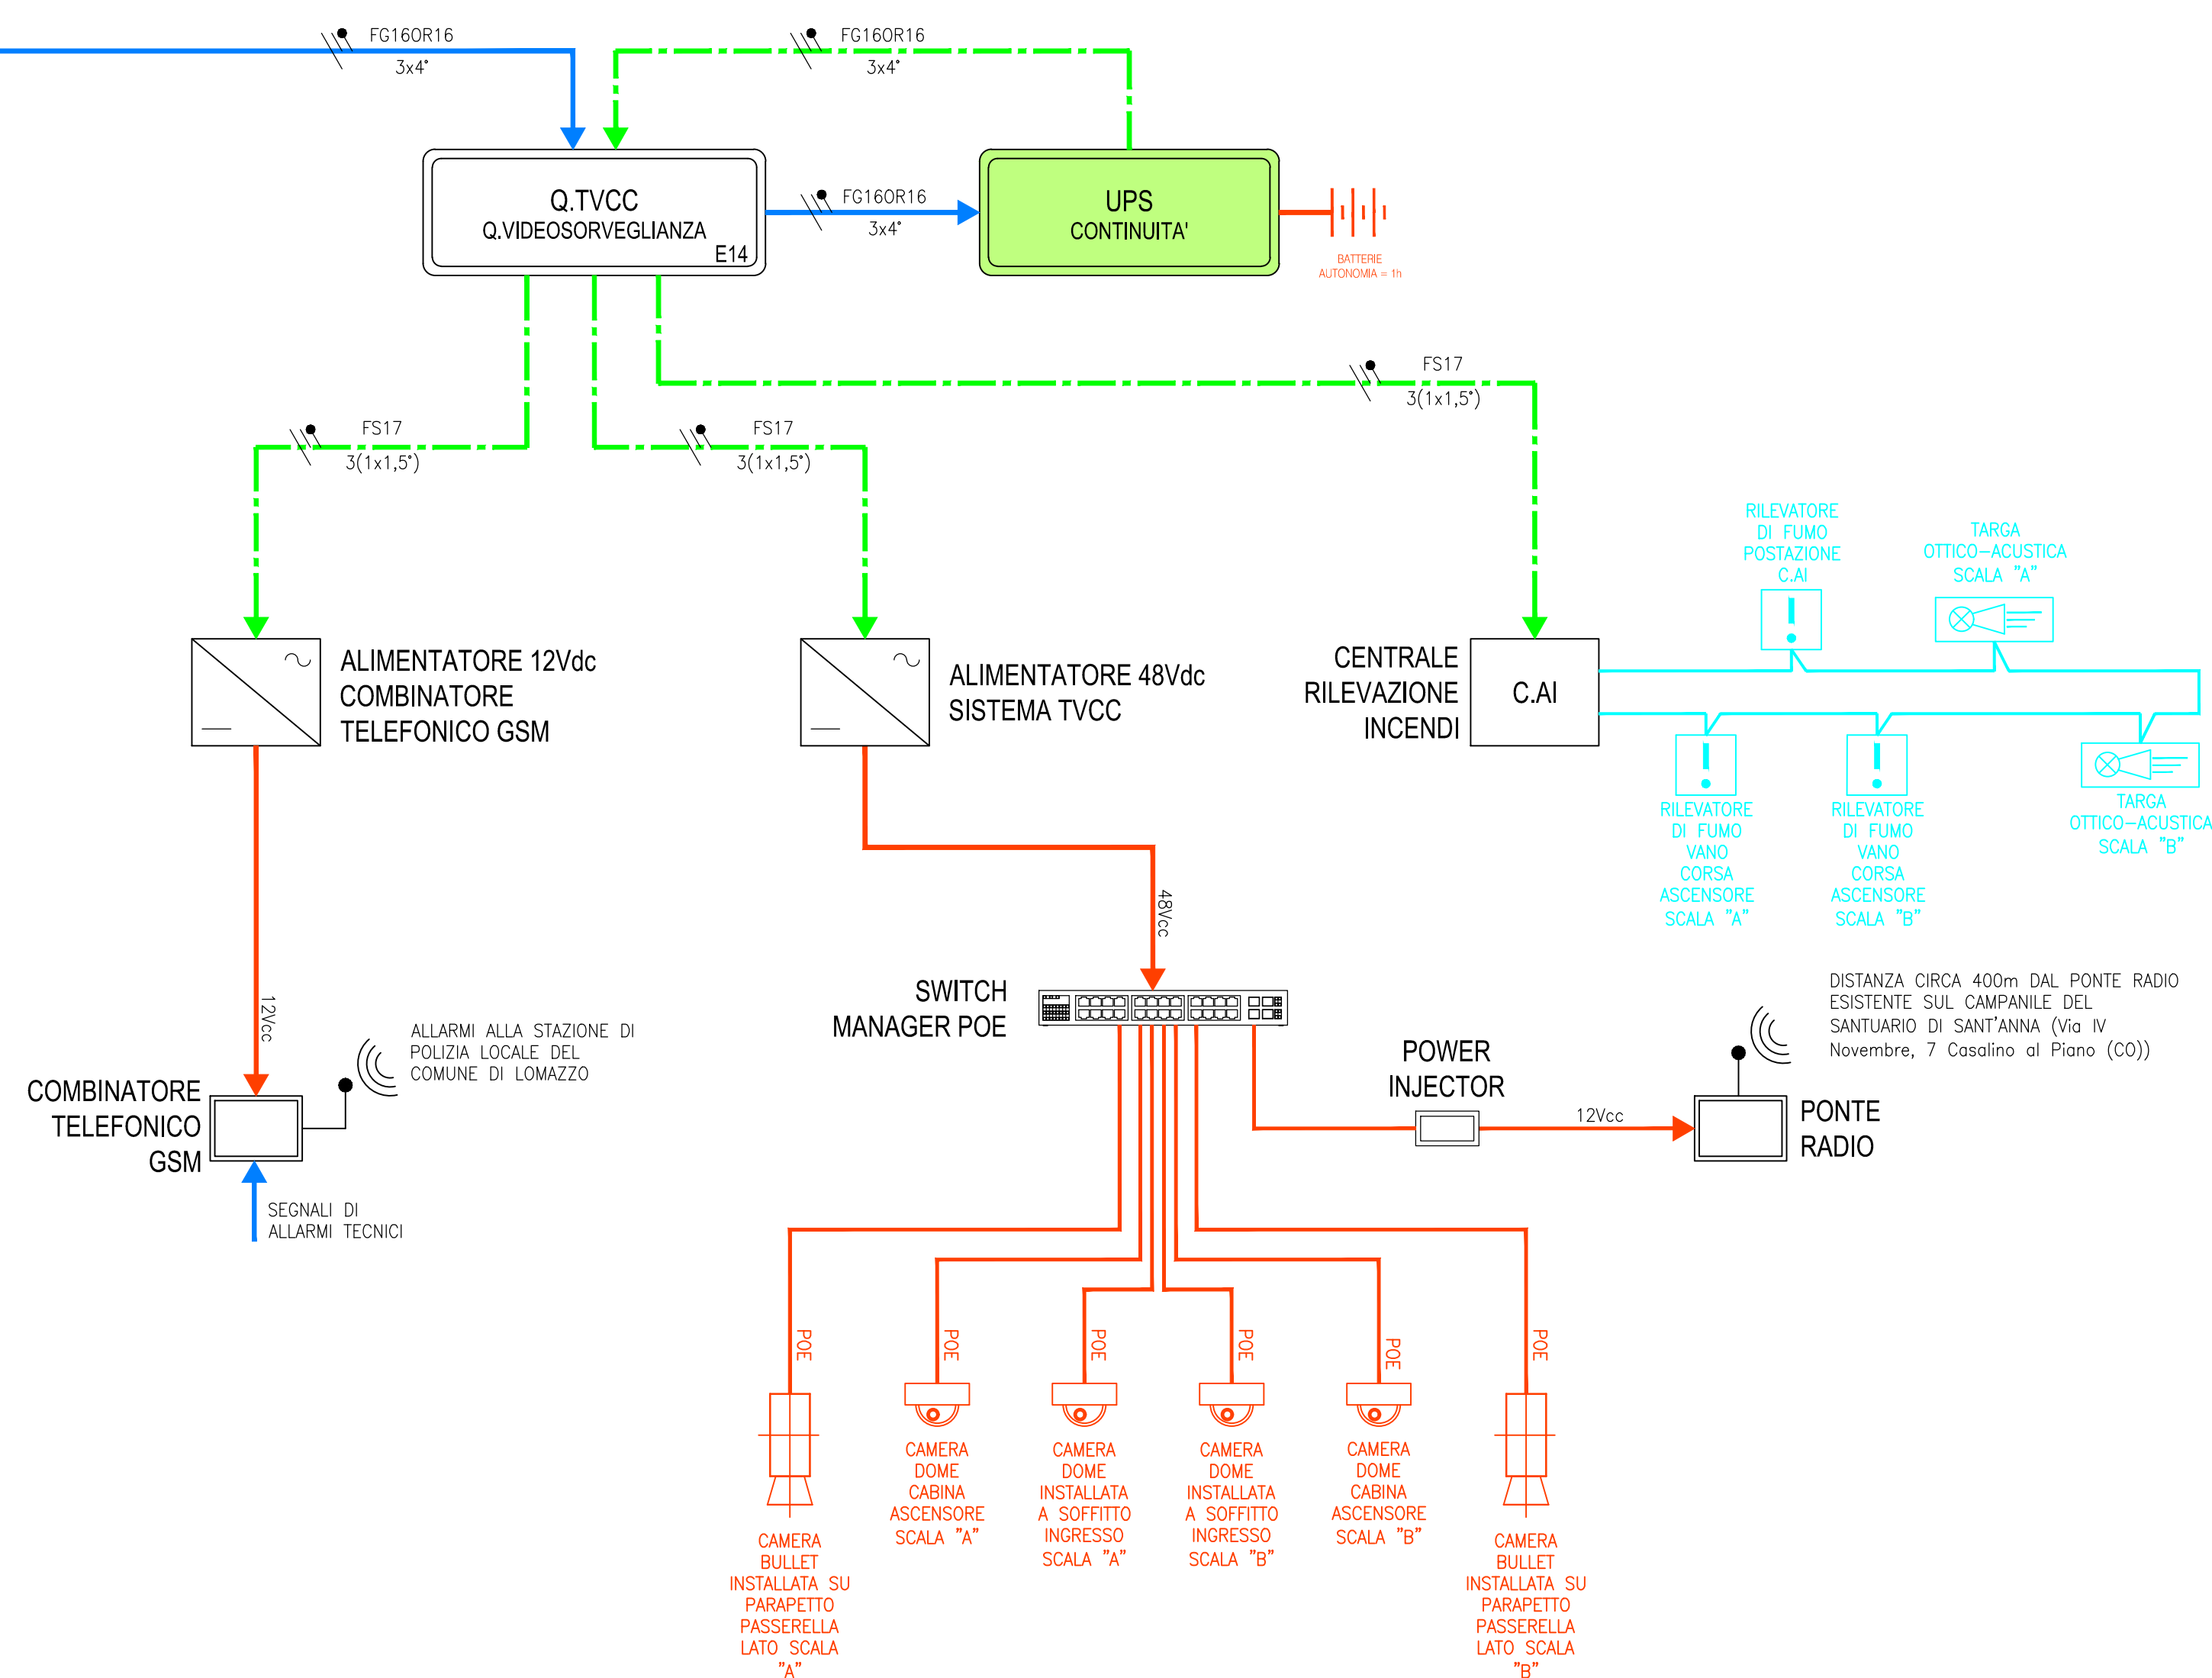 FG16OR16
3x4°
FG16OR16
3x4°
Q.TVCC
Q.VIDEOSORVEGLIANZA
E14
FG16OR16
3x4°
UPS
CONTINUITA'
BATTERIE
AUTONOMIA = 1h
FS17
3(1x1,5°)
FS17
3(1x1,5°)
FS17
3(1x1,5°)
ALIMENTATORE 12Vdc
COMBINATORE
TELEFONICO GSM
ALIMENTATORE 48Vdc
SISTEMA TVCC
CENTRALE
RILEVAZIONE
INCENDI
C.AI
RILEVATORE
DI FUMO
POSTAZIONE
C.AI
TARGA
OTTICO-ACUSTICA
SCALA "A"
RILEVATORE
DI FUMO
VANO
CORSA
ASCENSORE
SCALA "A"
RILEVATORE
DI FUMO
VANO
CORSA
ASCENSORE
SCALA "B"
TARGA
OTTICO-ACUSTICA
SCALA "B"
12Vcc
48Vcc
COMBINATORE
TELEFONICO
GSM
ALLARMI ALLA STAZIONE DI
POLIZIA LOCALE DEL
COMUNE DI LOMAZZO
SEGNALI DI
ALLARMI TECNICI
SWITCH
MANAGER POE
POWER
INJECTOR
12Vcc
PONTE
RADIO
DISTANZA CIRCA 400m DAL PONTE RADIO
ESISTENTE SUL CAMPANILE DEL
SANTUARIO DI SANT'ANNA (Via IV
Novembre, 7 Casalino al Piano (CO))
POE
POE
POE
POE
POE
POE
CAMERA
BULLET
INSTALLATA SU
PARAPETTO
PASSERELLA
LATO SCALA
"A"
CAMERA
DOME
CABINA
ASCENSORE
SCALA "A"
CAMERA
DOME
INSTALLATA
A SOFFITTO
INGRESSO
SCALA "A"
CAMERA
DOME
INSTALLATA
A SOFFITTO
INGRESSO
SCALA "B"
CAMERA
DOME
CABINA
ASCENSORE
SCALA "B"
CAMERA
BULLET
INSTALLATA SU
PARAPETTO
PASSERELLA
LATO SCALA
"B"